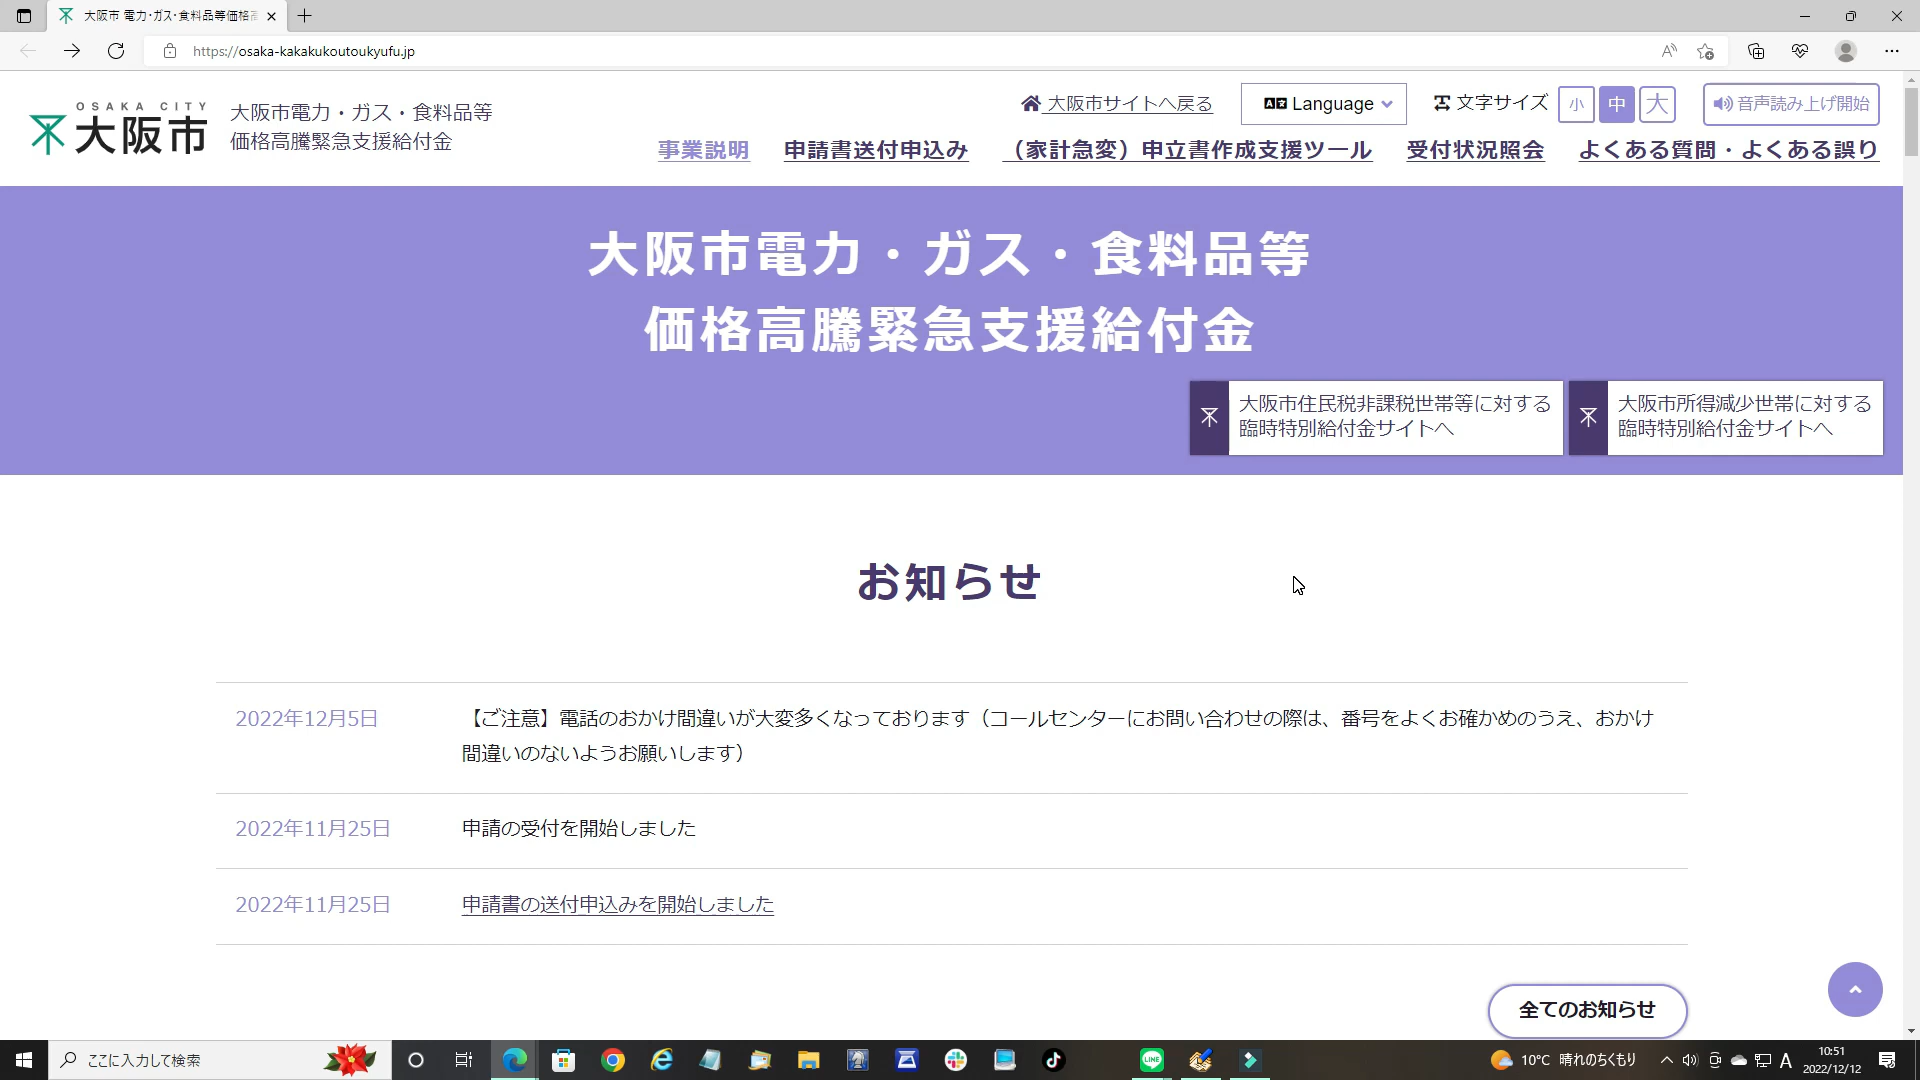 大阪市 電力･ガス･食料品等価格高
https://osaka-kakakukoutoukyufu.jp
OSAKA CITY
大阪市
大阪市電力・ガス・食料品等
価格高騰緊急支援給付金
大阪市サイトへ戻る
Language
文字サイズ
小
中
大
音声読み上げ開始
事業説明
申請書送付申込み
（家計急変）申立書作成支援ツール
受付状況照会
よくある質問・よくある誤り
大阪市電力・ガス・食料品等
価格高騰緊急支援給付金
大阪市住民税非課税世帯等に対する
臨時特別給付金サイトへ
大阪市所得減少世帯に対する
臨時特別給付金サイトへ
お知らせ
2022年12月5日
【ご注意】電話のおかけ間違いが大変多くなっております（コールセンターにお問い合わせの際は、番号をよくお確かめのうえ、おかけ
間違いのないようお願いします）
2022年11月25日
申請の受付を開始しました
2022年11月25日
申請書の送付申込みを開始しました
全てのお知らせ
ここに入力して検索
LINE
10°C 晴れのちくもり
A
10:51
2022/12/12